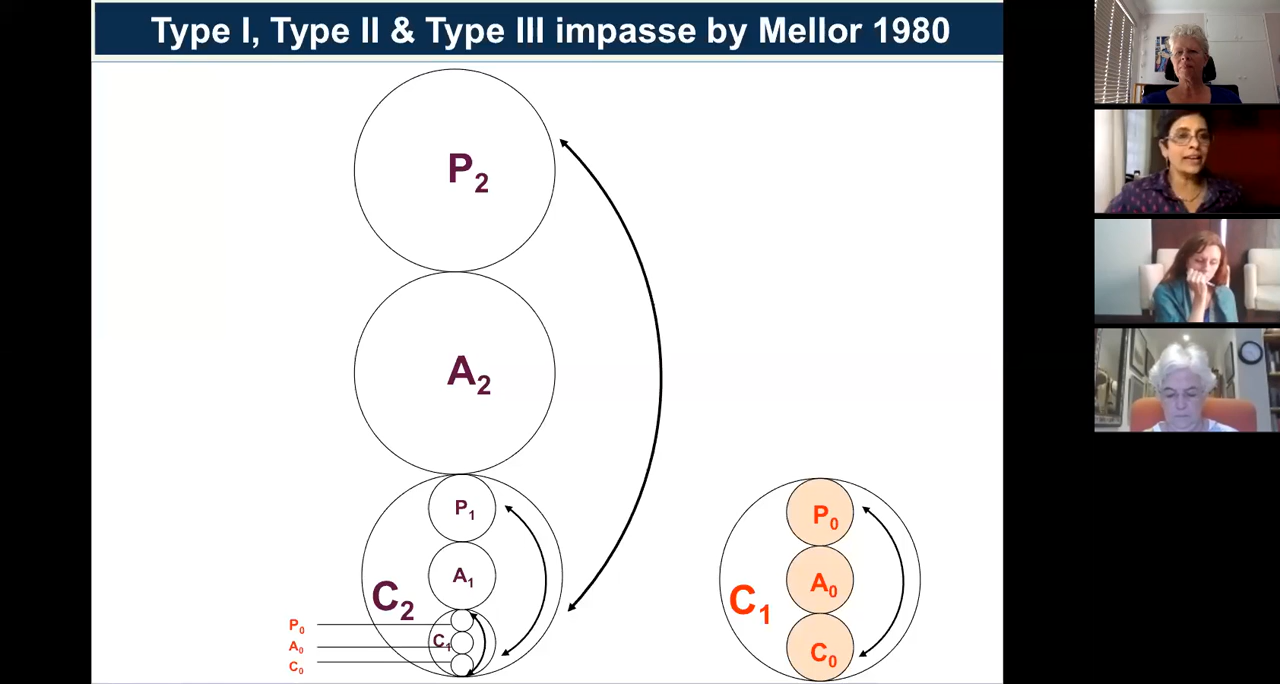 Type I, Type II & Type III impasse by Mellor 1980
P₂
A₂
P₁
A₁
C₂
C₁
P₀
A₀
C₀
P₀
A₀
C₁
C₀